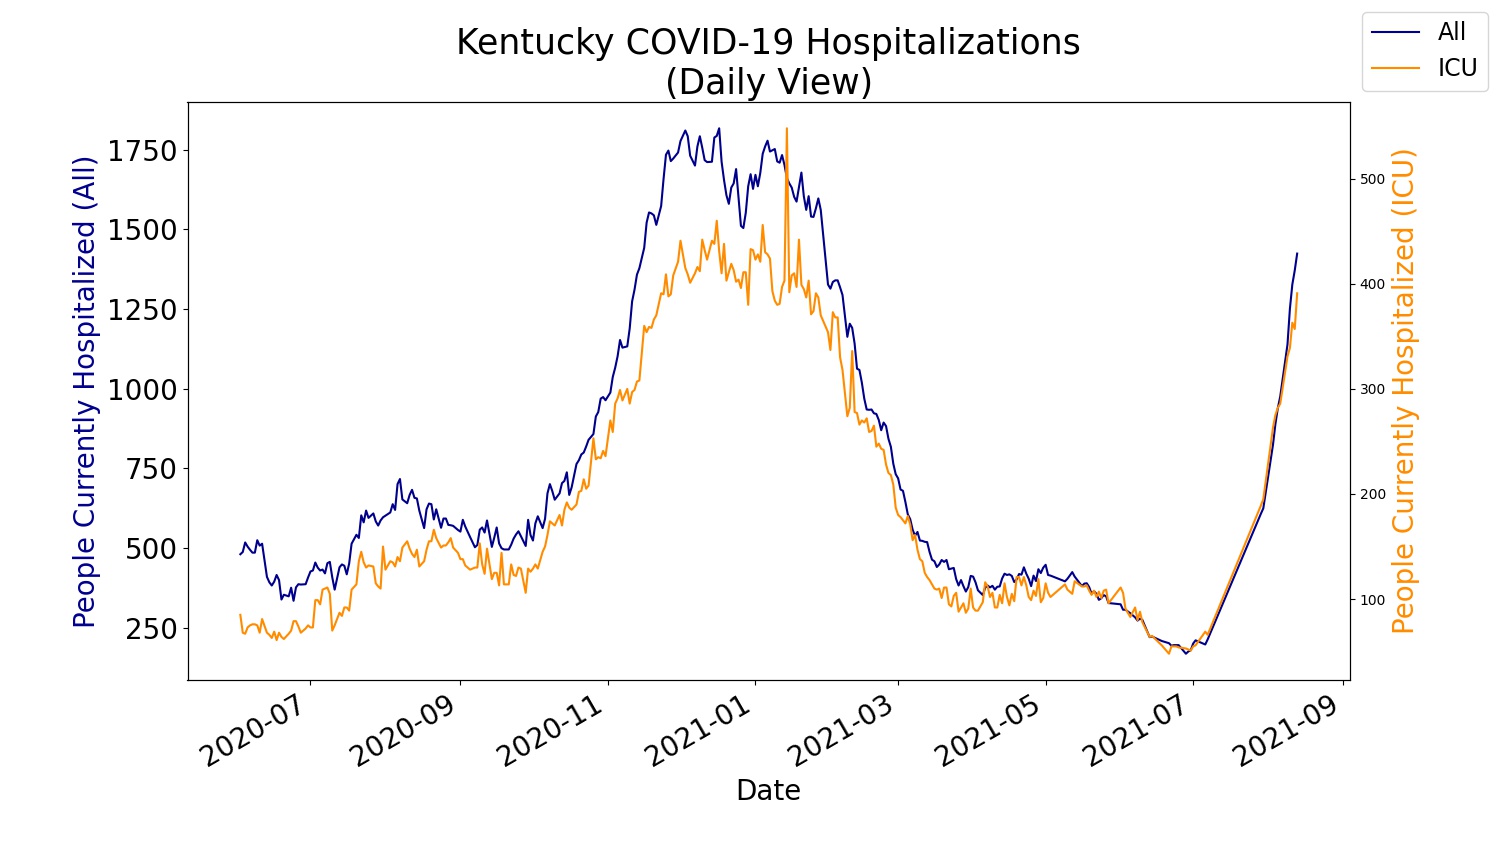 Kentucky COVID-19 Hospitalizations
(Daily View)
All
ICU
People Currently Hospitalized (All)
1750
1500
1250
1000
750
500
250
People Currently Hospitalized (ICU)
500
400
300
200
100
2020-07
2020-09
2020-11
2021-01
2021-03
2021-05
2021-07
2021-09
Date